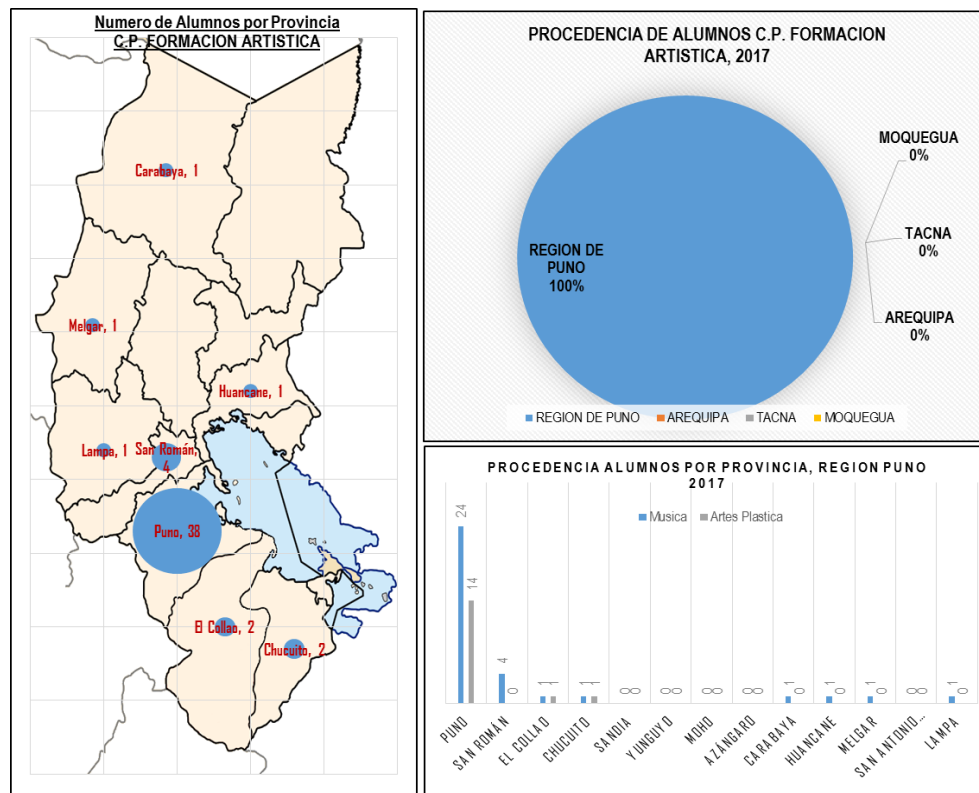 Numero de Alumnos por Provincia
C.P. FORMACION ARTISTICA
Carabaya, 1
Melgar, 1
Huancane, 1
Lampa, 1
San Román,
4
Puno, 38
El Collao, 2
Chucuito, 2
PROCEDENCIA DE ALUMNOS C.P. FORMACION
ARTISTICA, 2017
MOQUEGUA
0%
TACNA
0%
AREQUIPA
0%
REGION DE
PUNO
100%
REGION DE PUNO AREQUIPA TACNA MOQUEGUA
PROCEDENCIA ALUMNOS POR PROVINCIA, REGION PUNO
2017
Musica Artes Plastica
24 14 4 0 1 1 1 1 0 0 0 0 0 0 0 0 1 0 1 0 1 0 0 0 1 0
PUNO
SAN ROMÁN
EL COLLAO
CHUCUITO
SANDIA
YUNGUYO
MOHO
AZÁNGARO
CARABAYA
HUANCANE
MELGAR
SAN ANTONIO...
LAMPA